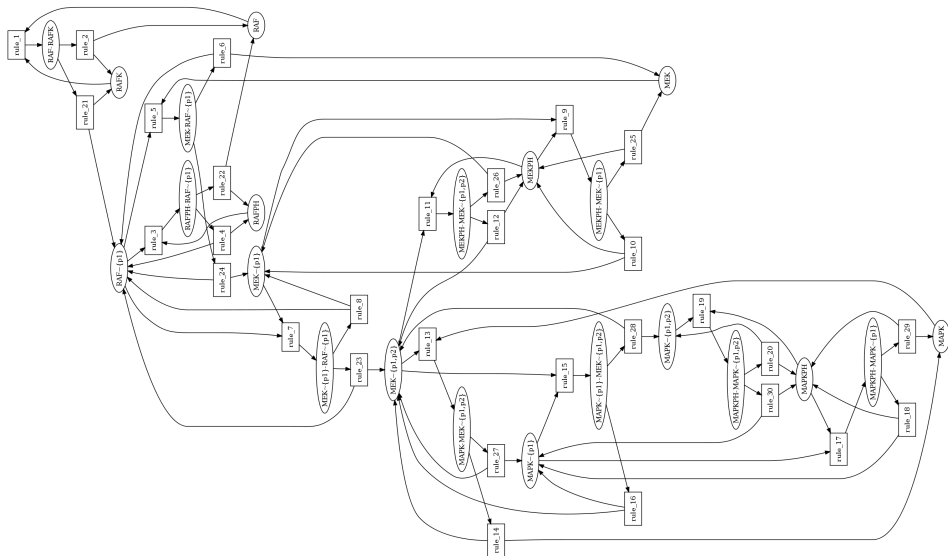 rule_1
RAF-RAFK
rule_2
rule_21
RAFK
RAF
rule_6
rule_5
MEK-RAF~{p1}
MEK
RAFPH-RAF~{p1}
rule_22
RAFPH
rule_3
rule_4
RAF~{p1}
rule_24
MEK~{p1}
rule_9
rule_25
MEKPH
rule_26
rule_11
MEKPH-MEK~{p1,p2}
rule_12
MEKPH-MEK~{p1}
rule_10
rule_7
rule_8
MEK~{p1}-RAF~{p1}
rule_23
MEK~{p1,p2}
rule_13
rule_15
MAPK~{p1}-MEK~{p1,p2}
rule_28
MAPK~{p1,p2}
rule_19
rule_20
MAPKPH-MAPK~{p1,p2}
rule_30
MAPKPH
MAPKPH-MAPK~{p1}
rule_29
MAPK
rule_18
rule_17
MAPK-MEK~{p1,p2}
rule_27
MAPK~{p1}
rule_16
rule_14